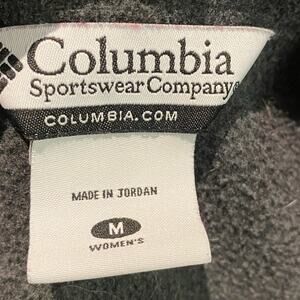 Columbia
Sportswear Company®
COLUMBIA.COM
MADE IN JORDAN
M
WOMEN'S